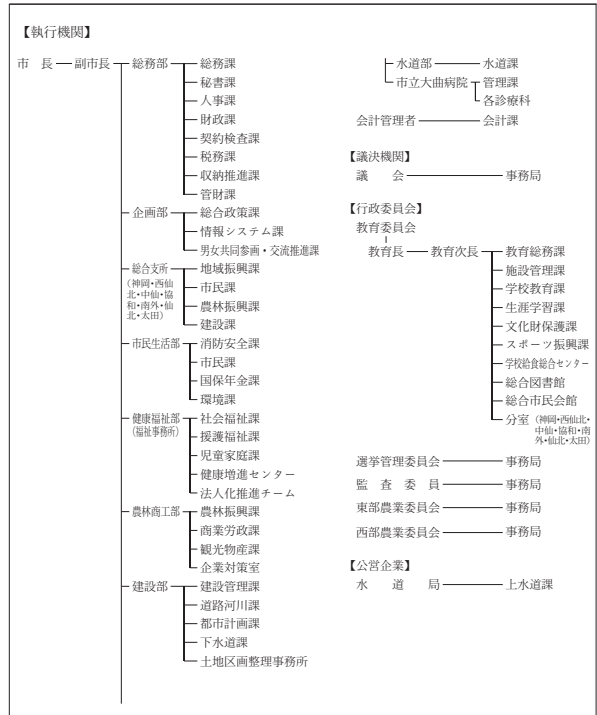 【執行機関】
市　長 副市長 総務部 総務課
秘書課
人事課
財政課
契約検査課
税務課
収納推進課
管財課
企画部 総合政策課
情報システム課
男女共同参画・交流推進課
総合支所 地域振興課
(神岡・西仙北・中仙・協和・南外・仙北・太田)
市民課
農林振興課
建設課
市民生活部 消防安全課
市民課
国保年金課
環境課
健康福祉部 社会福祉課
(福祉事務所)
援護福祉課
児童家庭課
健康増進センター
法人化推進チーム
農林商工部 農林振興課
商業労政課
観光物産課
企業対策室
建設部 建設管理課
道路河川課
都市計画課
下水道課
土地区画整理事務所
水道部 水道課
市立大曲病院 管理課
各診療科
会計管理者 会計課
【議決機関】
議　会 事務局
【行政委員会】
教育委員会
教育長 教育次長 教育総務課
施設管理課
学校教育課
生涯学習課
文化財保護課
スポーツ振興課
学校給食総合センター
総合図書館
総合市民会館
分室 (神岡・西仙北・中仙・協和・南外・仙北・太田)
選挙管理委員会 事務局
監　査　委　員 事務局
東部農業委員会 事務局
西部農業委員会 事務局
【公営企業】
水　道　局 上水道課